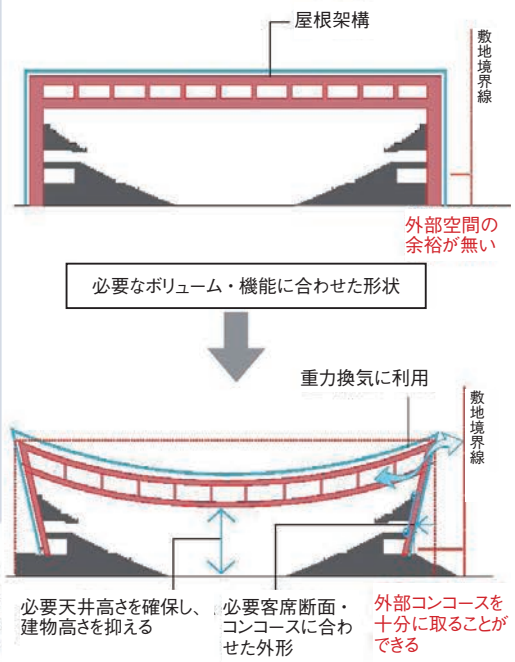 屋根架構
敷地境界線
外部空間の
余裕が無い
必要なボリューム・機能に合わせた形状
重力換気に利用
敷地境界線
必要天井高さを確保し、
建物高さを抑える
必要客席断面・
コンコースに合わ
せた外形
外部コンコースを
十分に取ることが
できる